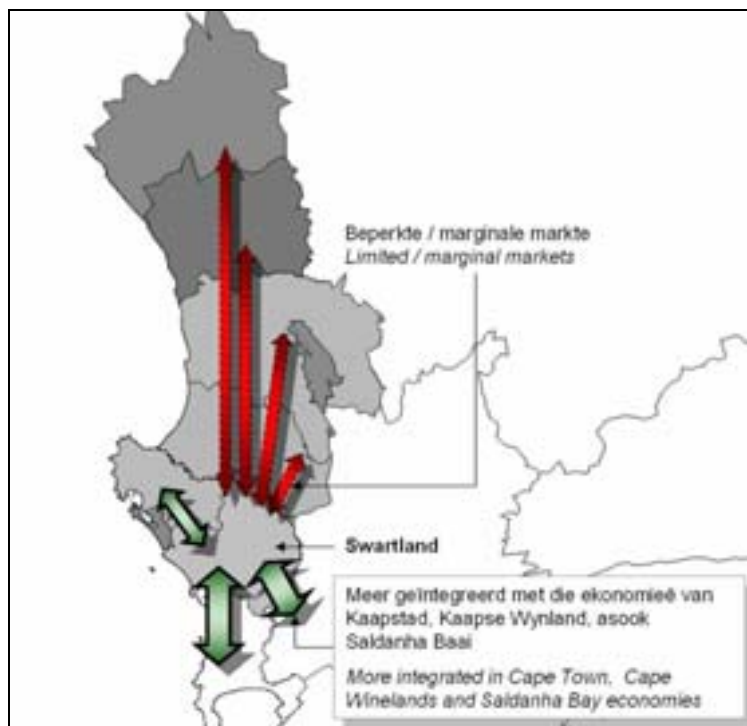 Beperkte / marginale markte
Limited / marginal markets
Swartland
Meer geïntegreerd met die ekonomieë van
Kaapstad, Kaapse Wynland, asook
Saldanha Baai
More integrated in Cape Town, Cape
Winelands and Saldanha Bay economies